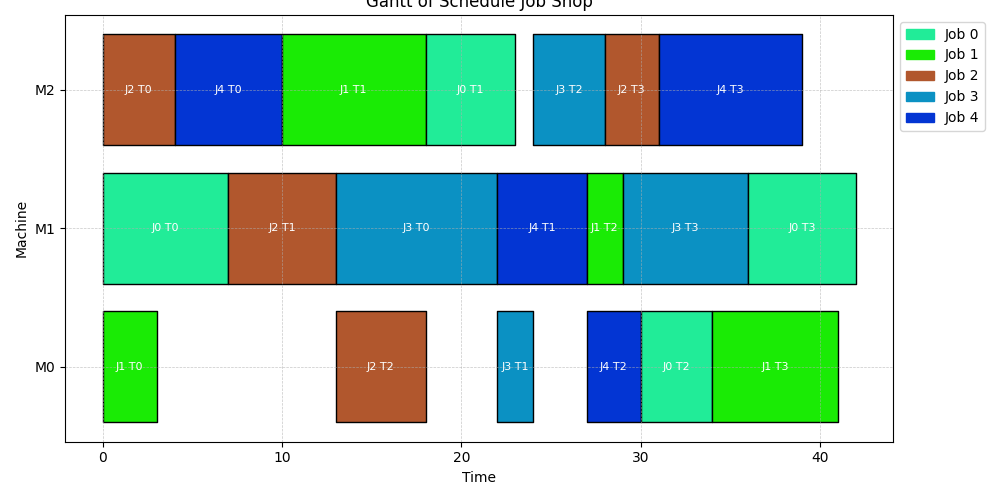 Gantt of Schedule Job Shop
M2
J2 T0
J4 T0
J1 T1
J0 T1
J3 T2
J2 T3
J4 T3
M1
J0 T0
J2 T1
J3 T0
J4 T1
J1 T2
J3 T3
J0 T3
M0
J1 T0
J2 T2
J3 T1
J4 T2
J0 T2
J1 T3
Machine
0
10
20
30
40
Time
Job 0
Job 1
Job 2
Job 3
Job 4